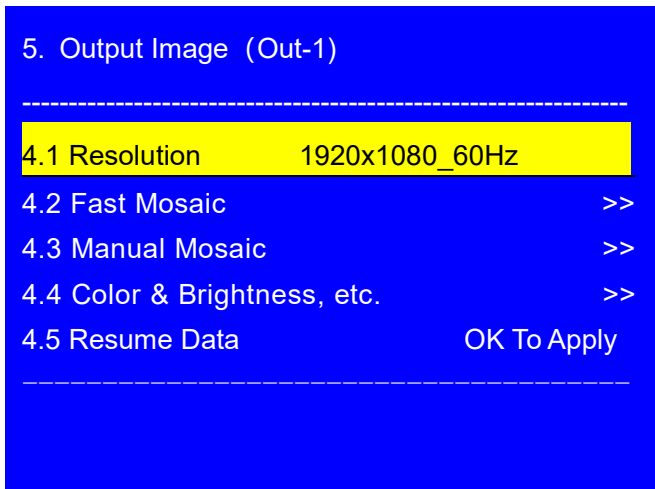 5. Output Image (Out-1)
----------------------------------------------------------------
4.1 Resolution 1920x1080_60Hz
4.2 Fast Mosaic >>
4.3 Manual Mosaic >>
4.4 Color & Brightness, etc. >>
4.5 Resume Data OK To Apply
_______________________________________